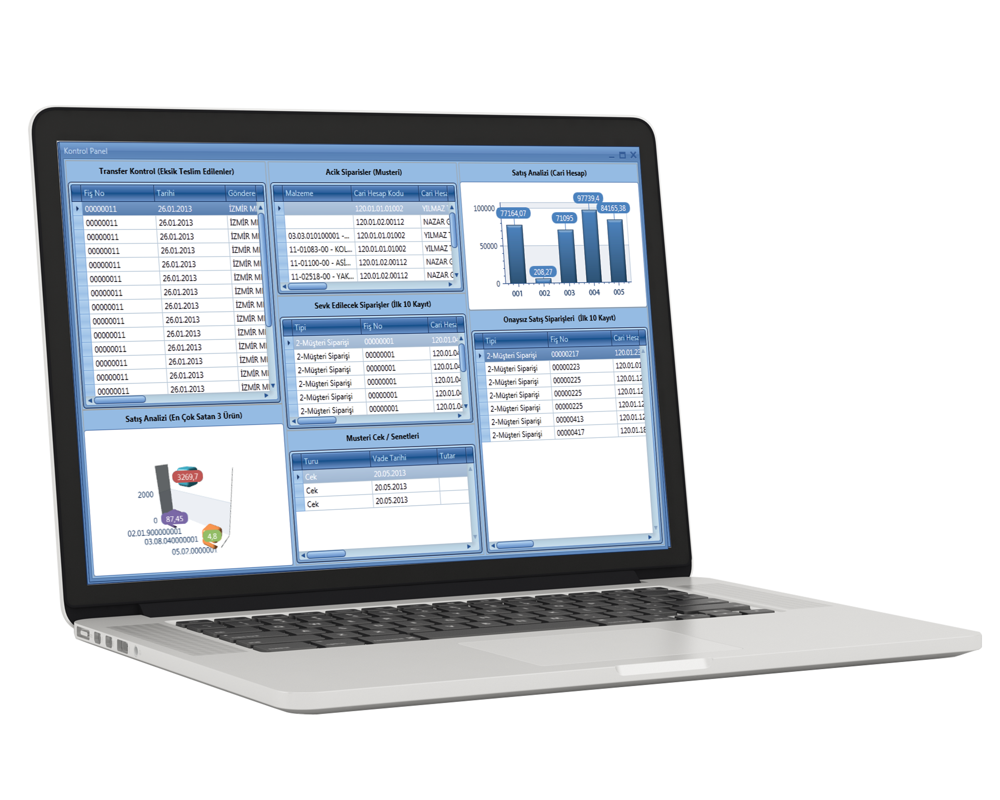 Kontrol Panel
Transfer Kontrol (Eksik Teslim Edilenler)
Fiş No Tarihi Göndere
00000011 26.01.2013 İZMİR M
00000011 26.01.2013 İZMİR M
00000011 26.01.2013 İZMİR M
00000011 26.01.2013 İZMİR M
00000011 26.01.2013 İZMİR M
00000011 26.01.2013 İZMİR M
00000011 26.01.2013 İZMİR M
00000011 26.01.2013 İZMİR M
00000011 26.01.2013 İZMİR M
00000011 26.01.2013 İZMİR M
00000011 26.01.2013 İZMİR M
00000011 26.01.2013 İZMİR M
00000011 26.01.2013 İZMİR M
00000011 26.01.2013 İZMİR M
Satış Analizi (En Çok Satan 3 Ürün)
3269,7
2000
0
87,45
4,8
02.01.900000001
03.08.040000001
05.02.0000001
Acik Siparisler (Musteri)
Malzeme Cari Hesap Kodu Cari Hesa
120.01.01.01002 YILMAZ T
120.01.02.00112 NAZAR G
03.03.010100001 -... 120.01.01.01002 YILMAZ T
11-01083-00 - KOL... 120.01.01.01002 YILMAZ T
11-01100-00 - ASİ... 120.01.02.00112 NAZAR G
11-02518-00 - YAK... 120.01.02.00112 NAZAR G
Sevk Edilecek Siparişler (İlk 10 Kayıt)
Tipi Fiş No Cari Hesa
2-Müşteri Siparişi 00000001 120.01.04
2-Müşteri Siparişi 00000001 120.01.04
2-Müşteri Siparişi 00000001 120.01.04
2-Müşteri Siparişi 00000001 120.01.04
2-Müşteri Siparişi 00000001 120.01.04
2-Müşteri Siparişi 00000001 120.01.04
Musteri Cek / Senetleri
Turu Vade Tarihi Tutar
Cek 20.05.2013
Cek 20.05.2013
Cek 20.05.2013
Satış Analizi (Cari Hesap)
100000
50000
0
77164,07
208,27
71095
97739,4
84165,38
001 002 003 004 005
Onaysız Satış Siparişleri (İlk 10 Kayıt)
Tipi Fiş No Cari Hesa
2-Müşteri Siparişi 00000217 120.01.23
2-Müşteri Siparişi 00000223 120.01.01
2-Müşteri Siparişi 00000225 120.01.12
2-Müşteri Siparişi 00000225 120.01.12
2-Müşteri Siparişi 00000225 120.01.12
2-Müşteri Siparişi 00000413 120.01.12
2-Müşteri Siparişi 00000417 120.01.18